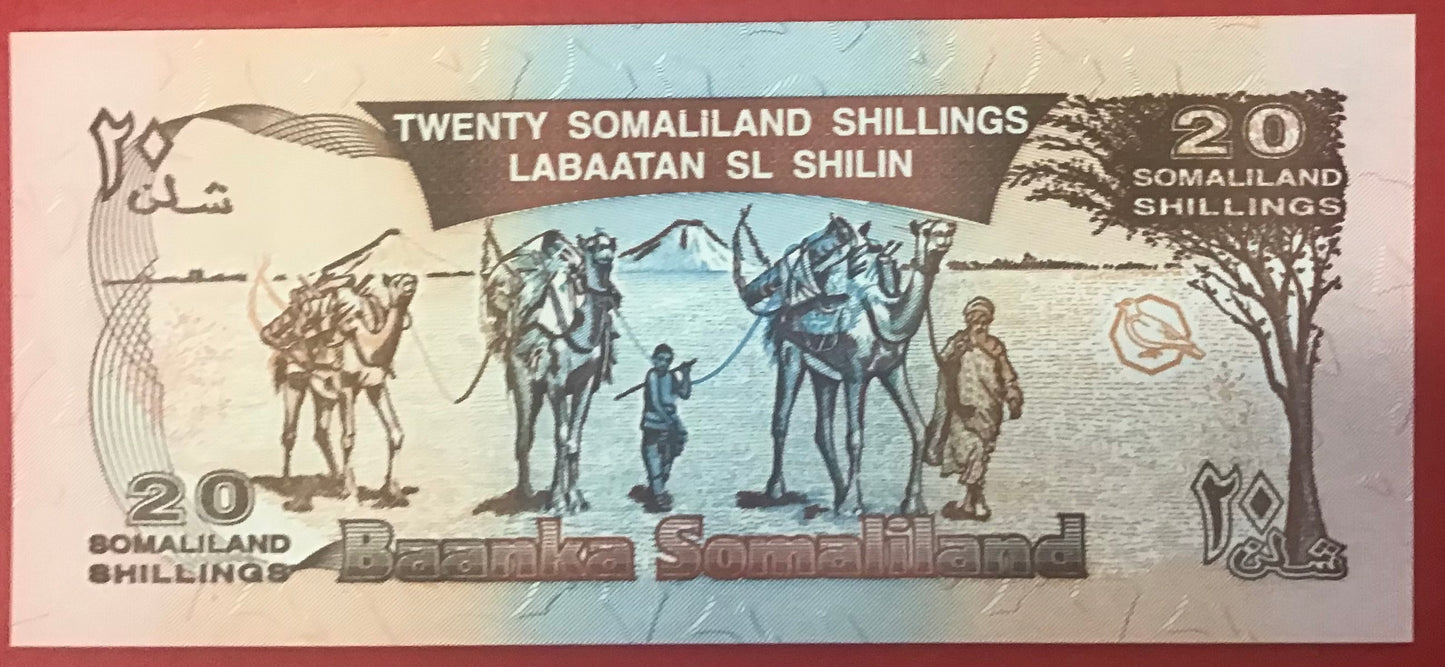 TWENTY SOMALILAND SHILLINGS
LABAATAN SL SHILIN
٢٠
شلن
20
SOMALILAND
SHILLINGS
20
SOMALILAND
SHILLINGS
Baanka Somaliland
٢٠
شلن